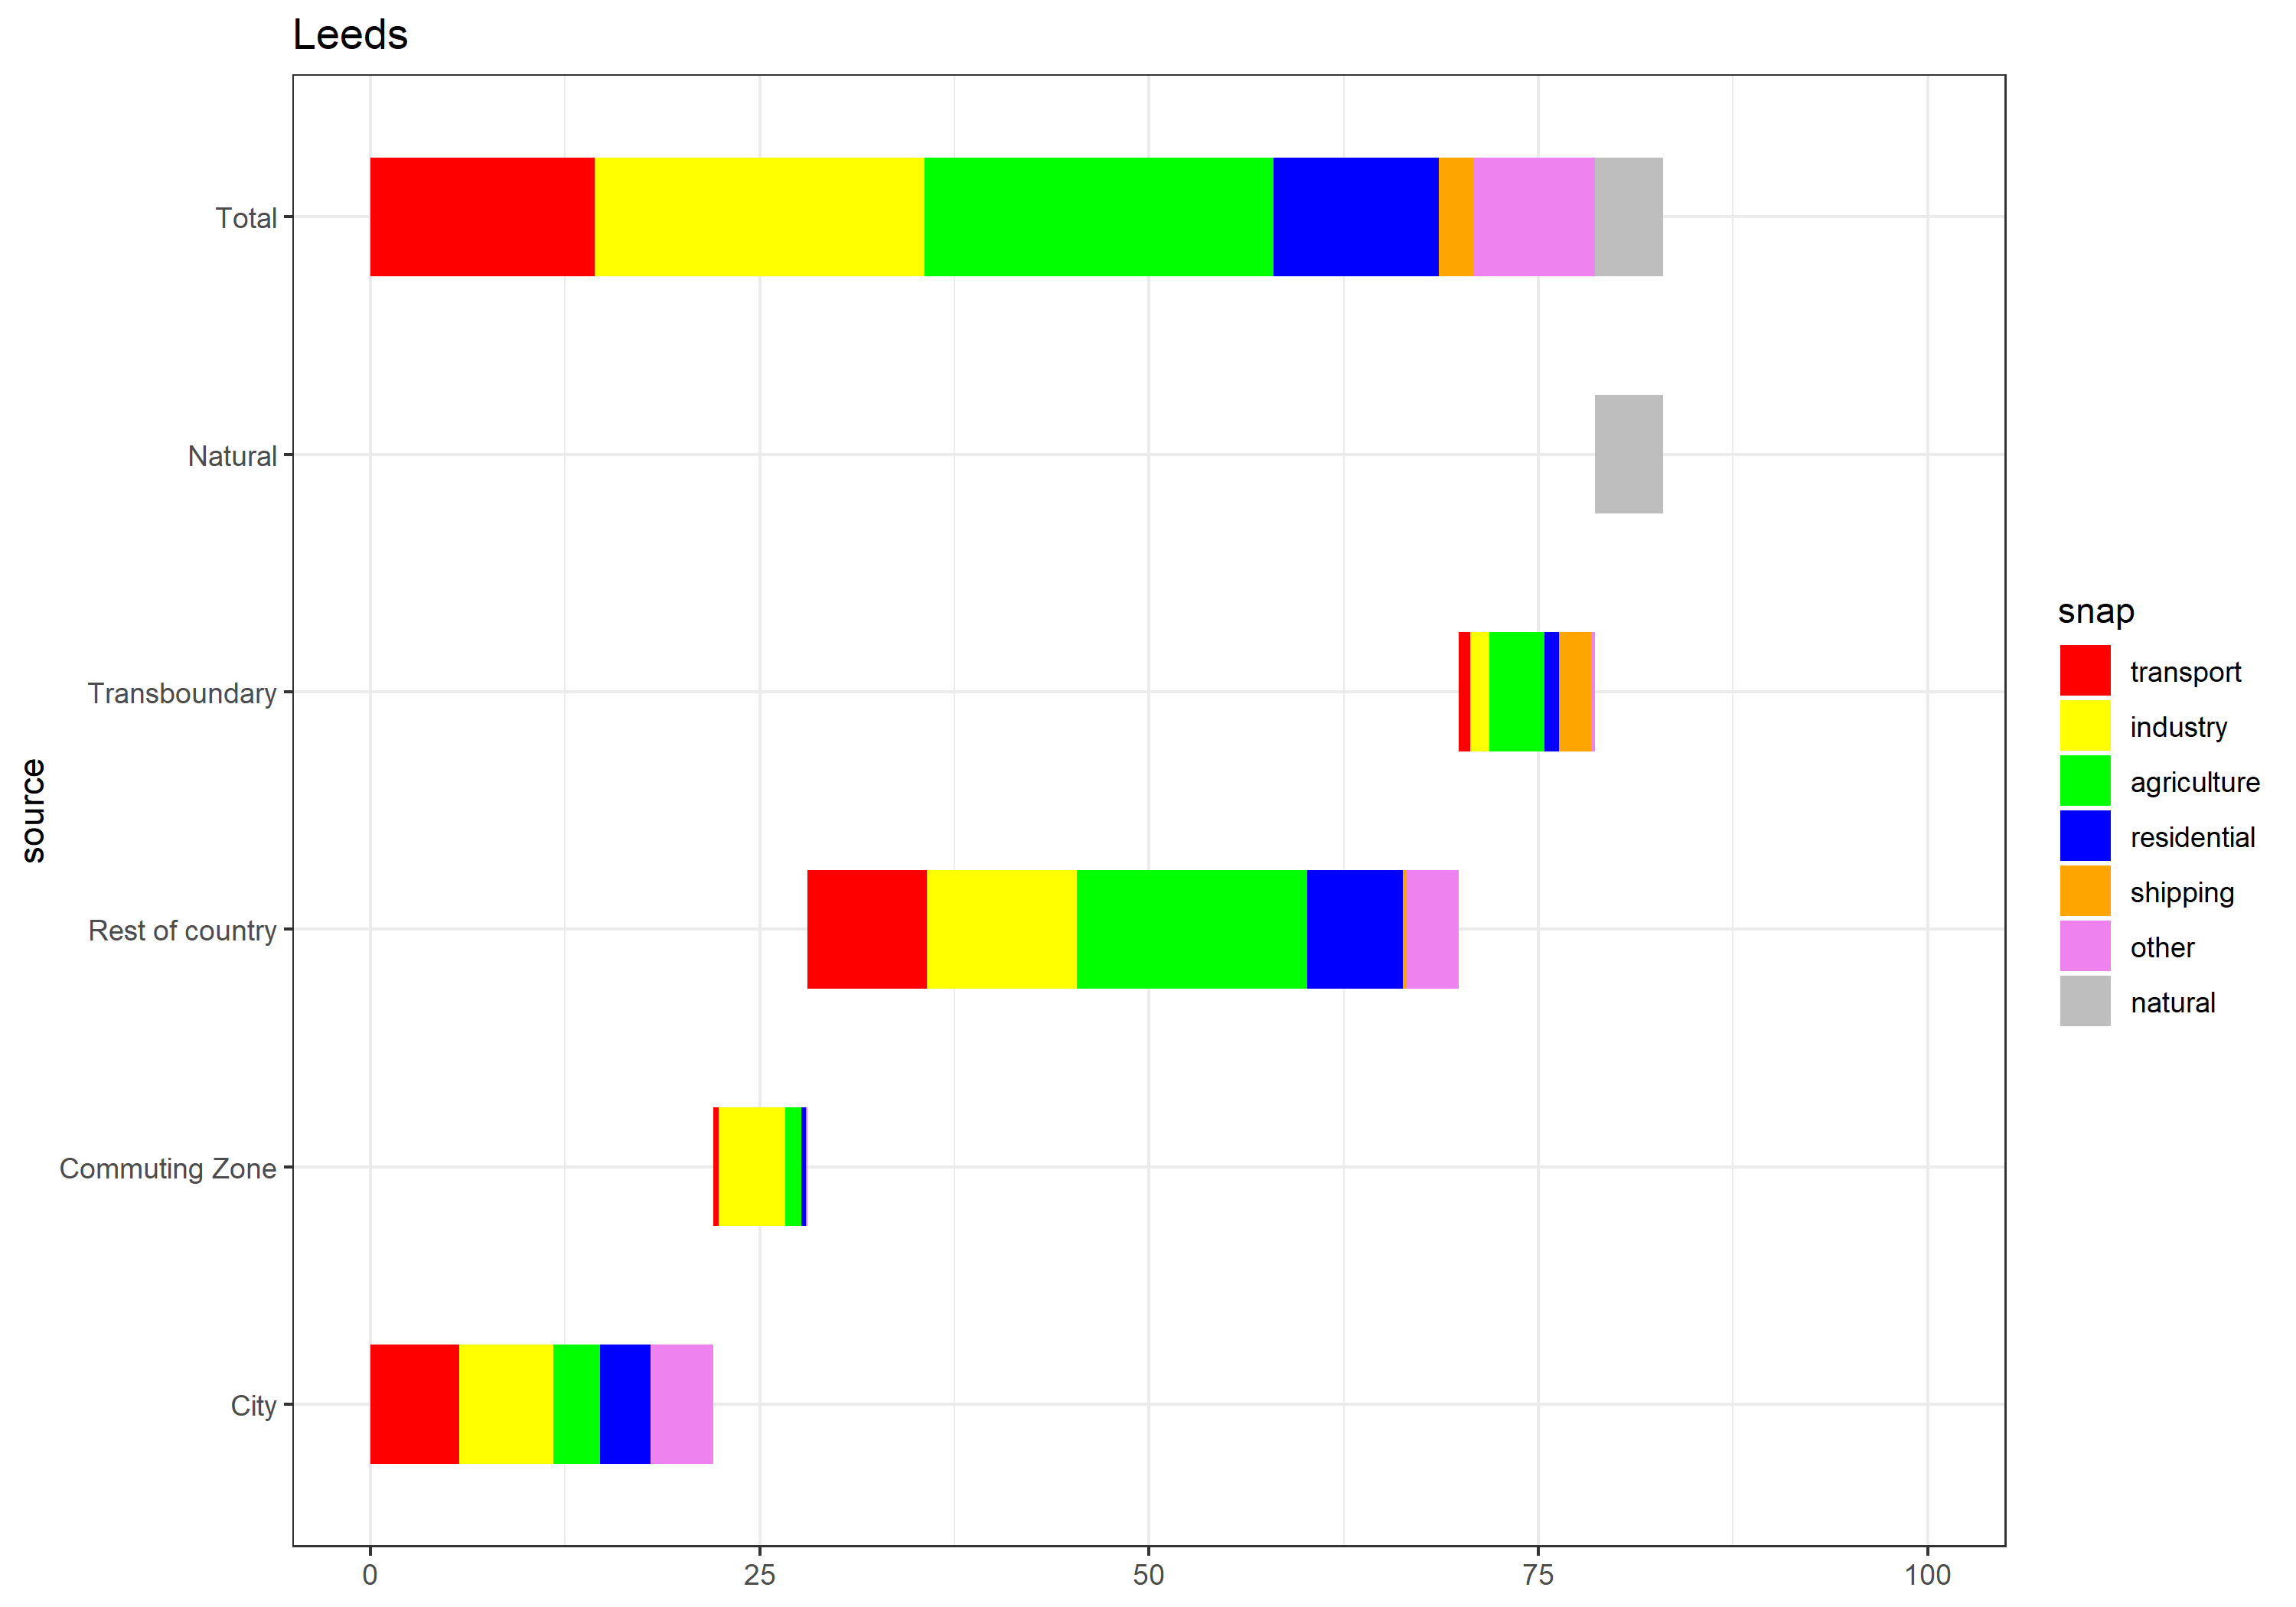 Leeds
Total
Natural
Transboundary
Rest of country
Commuting Zone
City
source
0 25 50 75 100
snap
transport
industry
agriculture
residential
shipping
other
natural